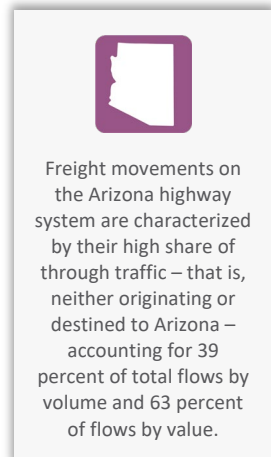 Freight movements on
the Arizona highway
system are characterized
by their high share of
through traffic – that is,
neither originating or
destined to Arizona –
accounting for 39
percent of total flows by
volume and 63 percent
of flows by value.